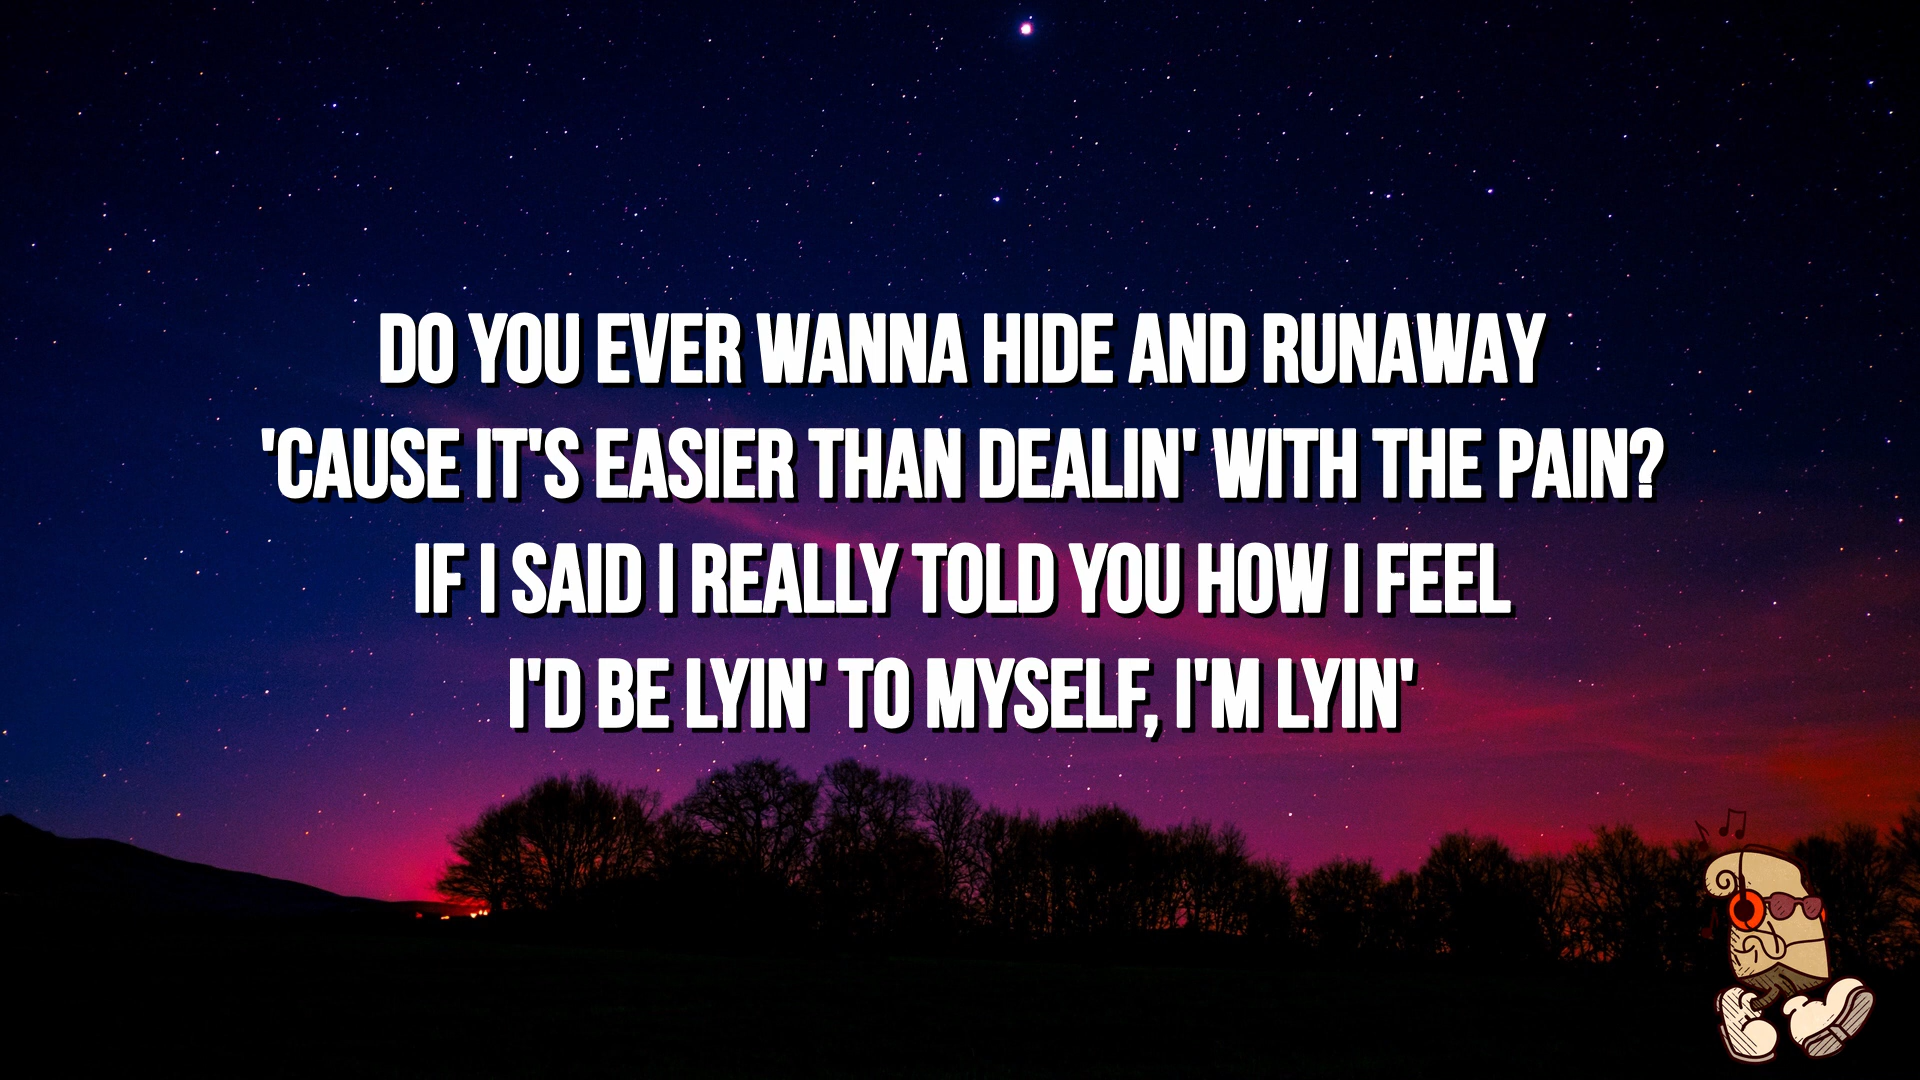 DO YOU EVER WANNA HIDE AND RUNAWAY
'CAUSE IT'S EASIER THAN DEALIN' WITH THE PAIN?
IF I SAID I REALLY TOLD YOU HOW I FEEL
I'D BE LYIN' TO MYSELF, I'M LYIN'